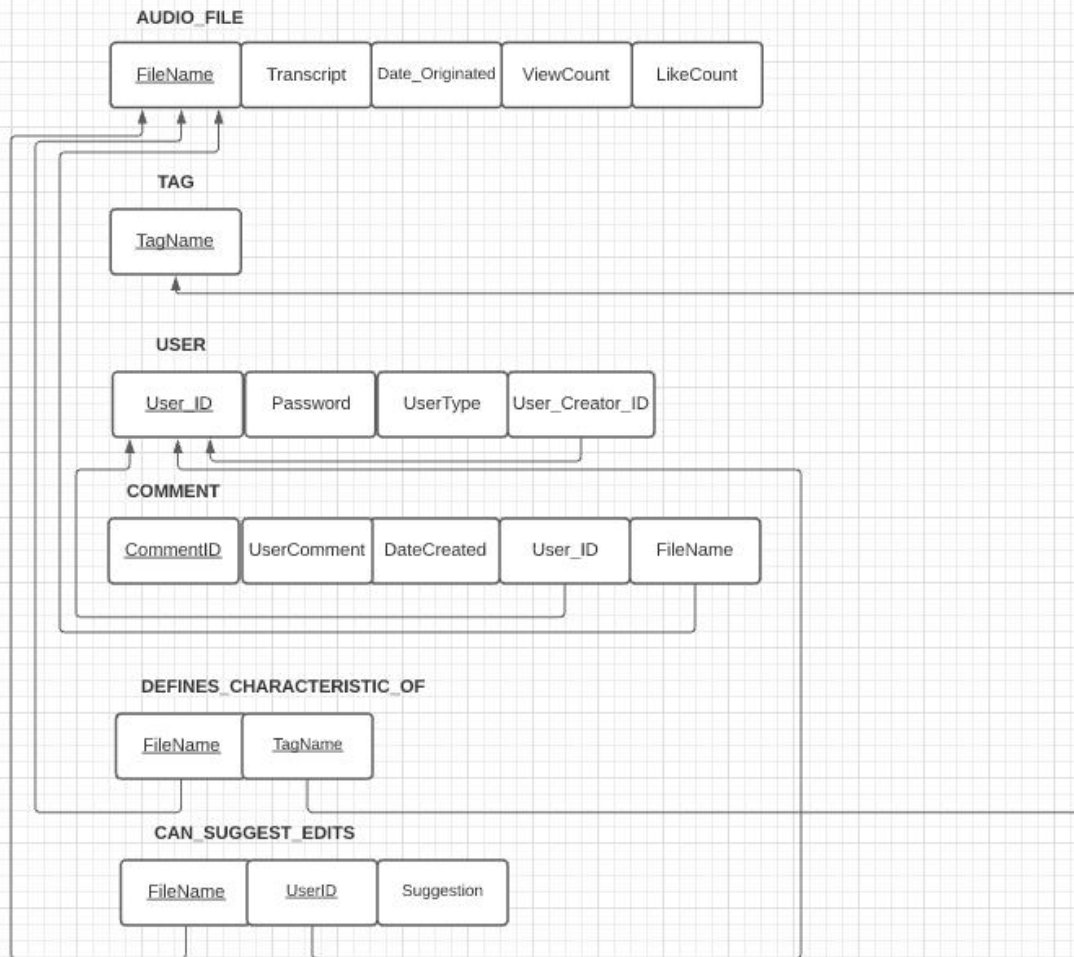 AUDIO_FILE
FileName Transcript Date_Originated ViewCount LikeCount
TAG
TagName
USER
User_ID Password UserType User_Creator_ID
COMMENT
CommentID UserComment DateCreated User_ID FileName
DEFINES_CHARACTERISTIC_OF
FileName TagName
CAN_SUGGEST_EDITS
FileName UserID Suggestion